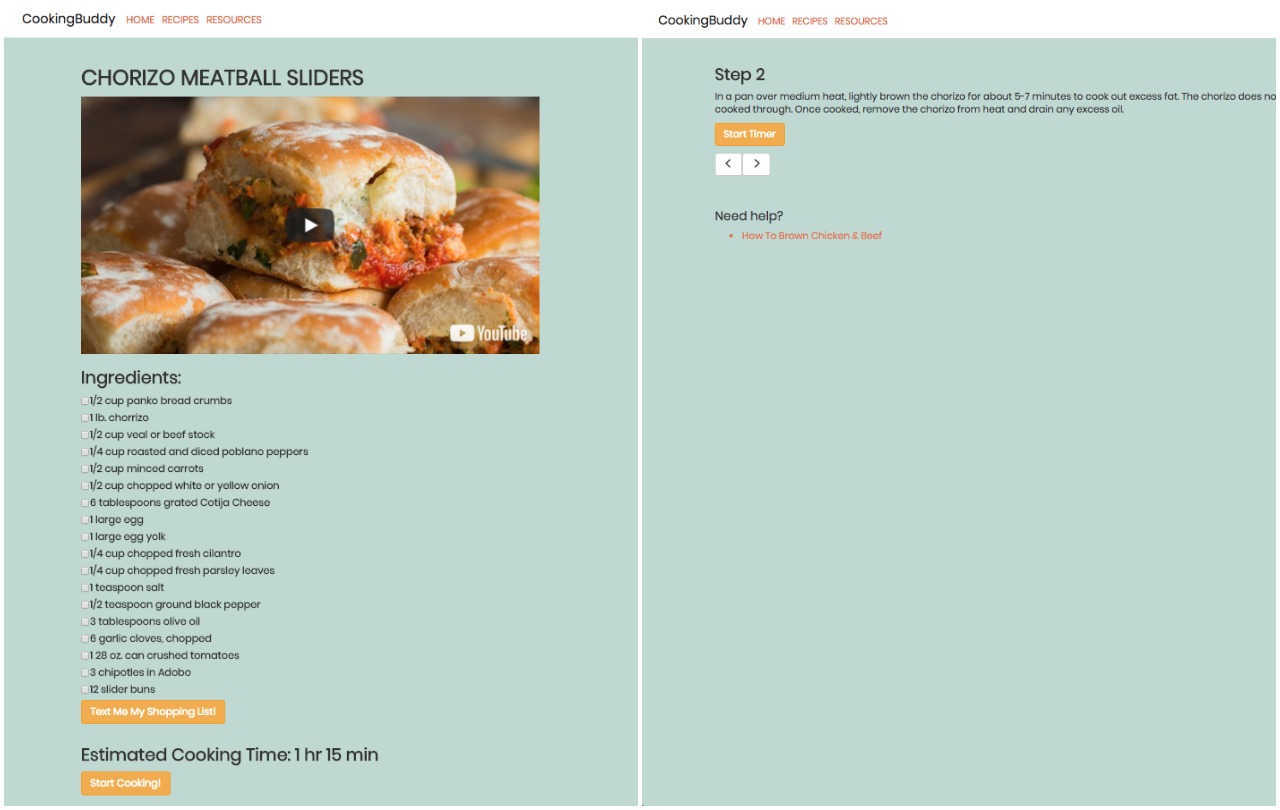 CookingBuddy HOME RECIPES RESOURCES
CHORIZO MEATBALL SLIDERS
YouTube
Ingredients:
1/2 cup panko bread crumbs
1 lb. chorrizo
1/2 cup veal or beef stock
1/4 cup roasted and diced poblano peppers
1/2 cup minced carrots
1/2 cup chopped white or yellow onion
6 tablespoons grated Cotija Cheese
1 large egg
1 large egg yolk
1/4 cup chopped fresh cilantro
1/4 cup chopped fresh parsley leaves
1 teaspoon salt
1/2 teaspoon ground black pepper
3 tablespoons olive oil
6 garlic cloves, chopped
1 28 oz. can crushed tomatoes
3 chipotles in Adobo
12 slider buns
Text Me My Shopping List!
Estimated Cooking Time: 1 hr 15 min
Start Cooking!
CookingBuddy HOME RECIPES RESOURCES
Step 2
In a pan over medium heat, lightly brown the chorizo for about 5-7 minutes to cook out excess fat. The chorizo does no
cooked through. Once cooked, remove the chorizo from heat and drain any excess oil.
Start Timer
< >
Need help?
• How To Brown Chicken & Beef